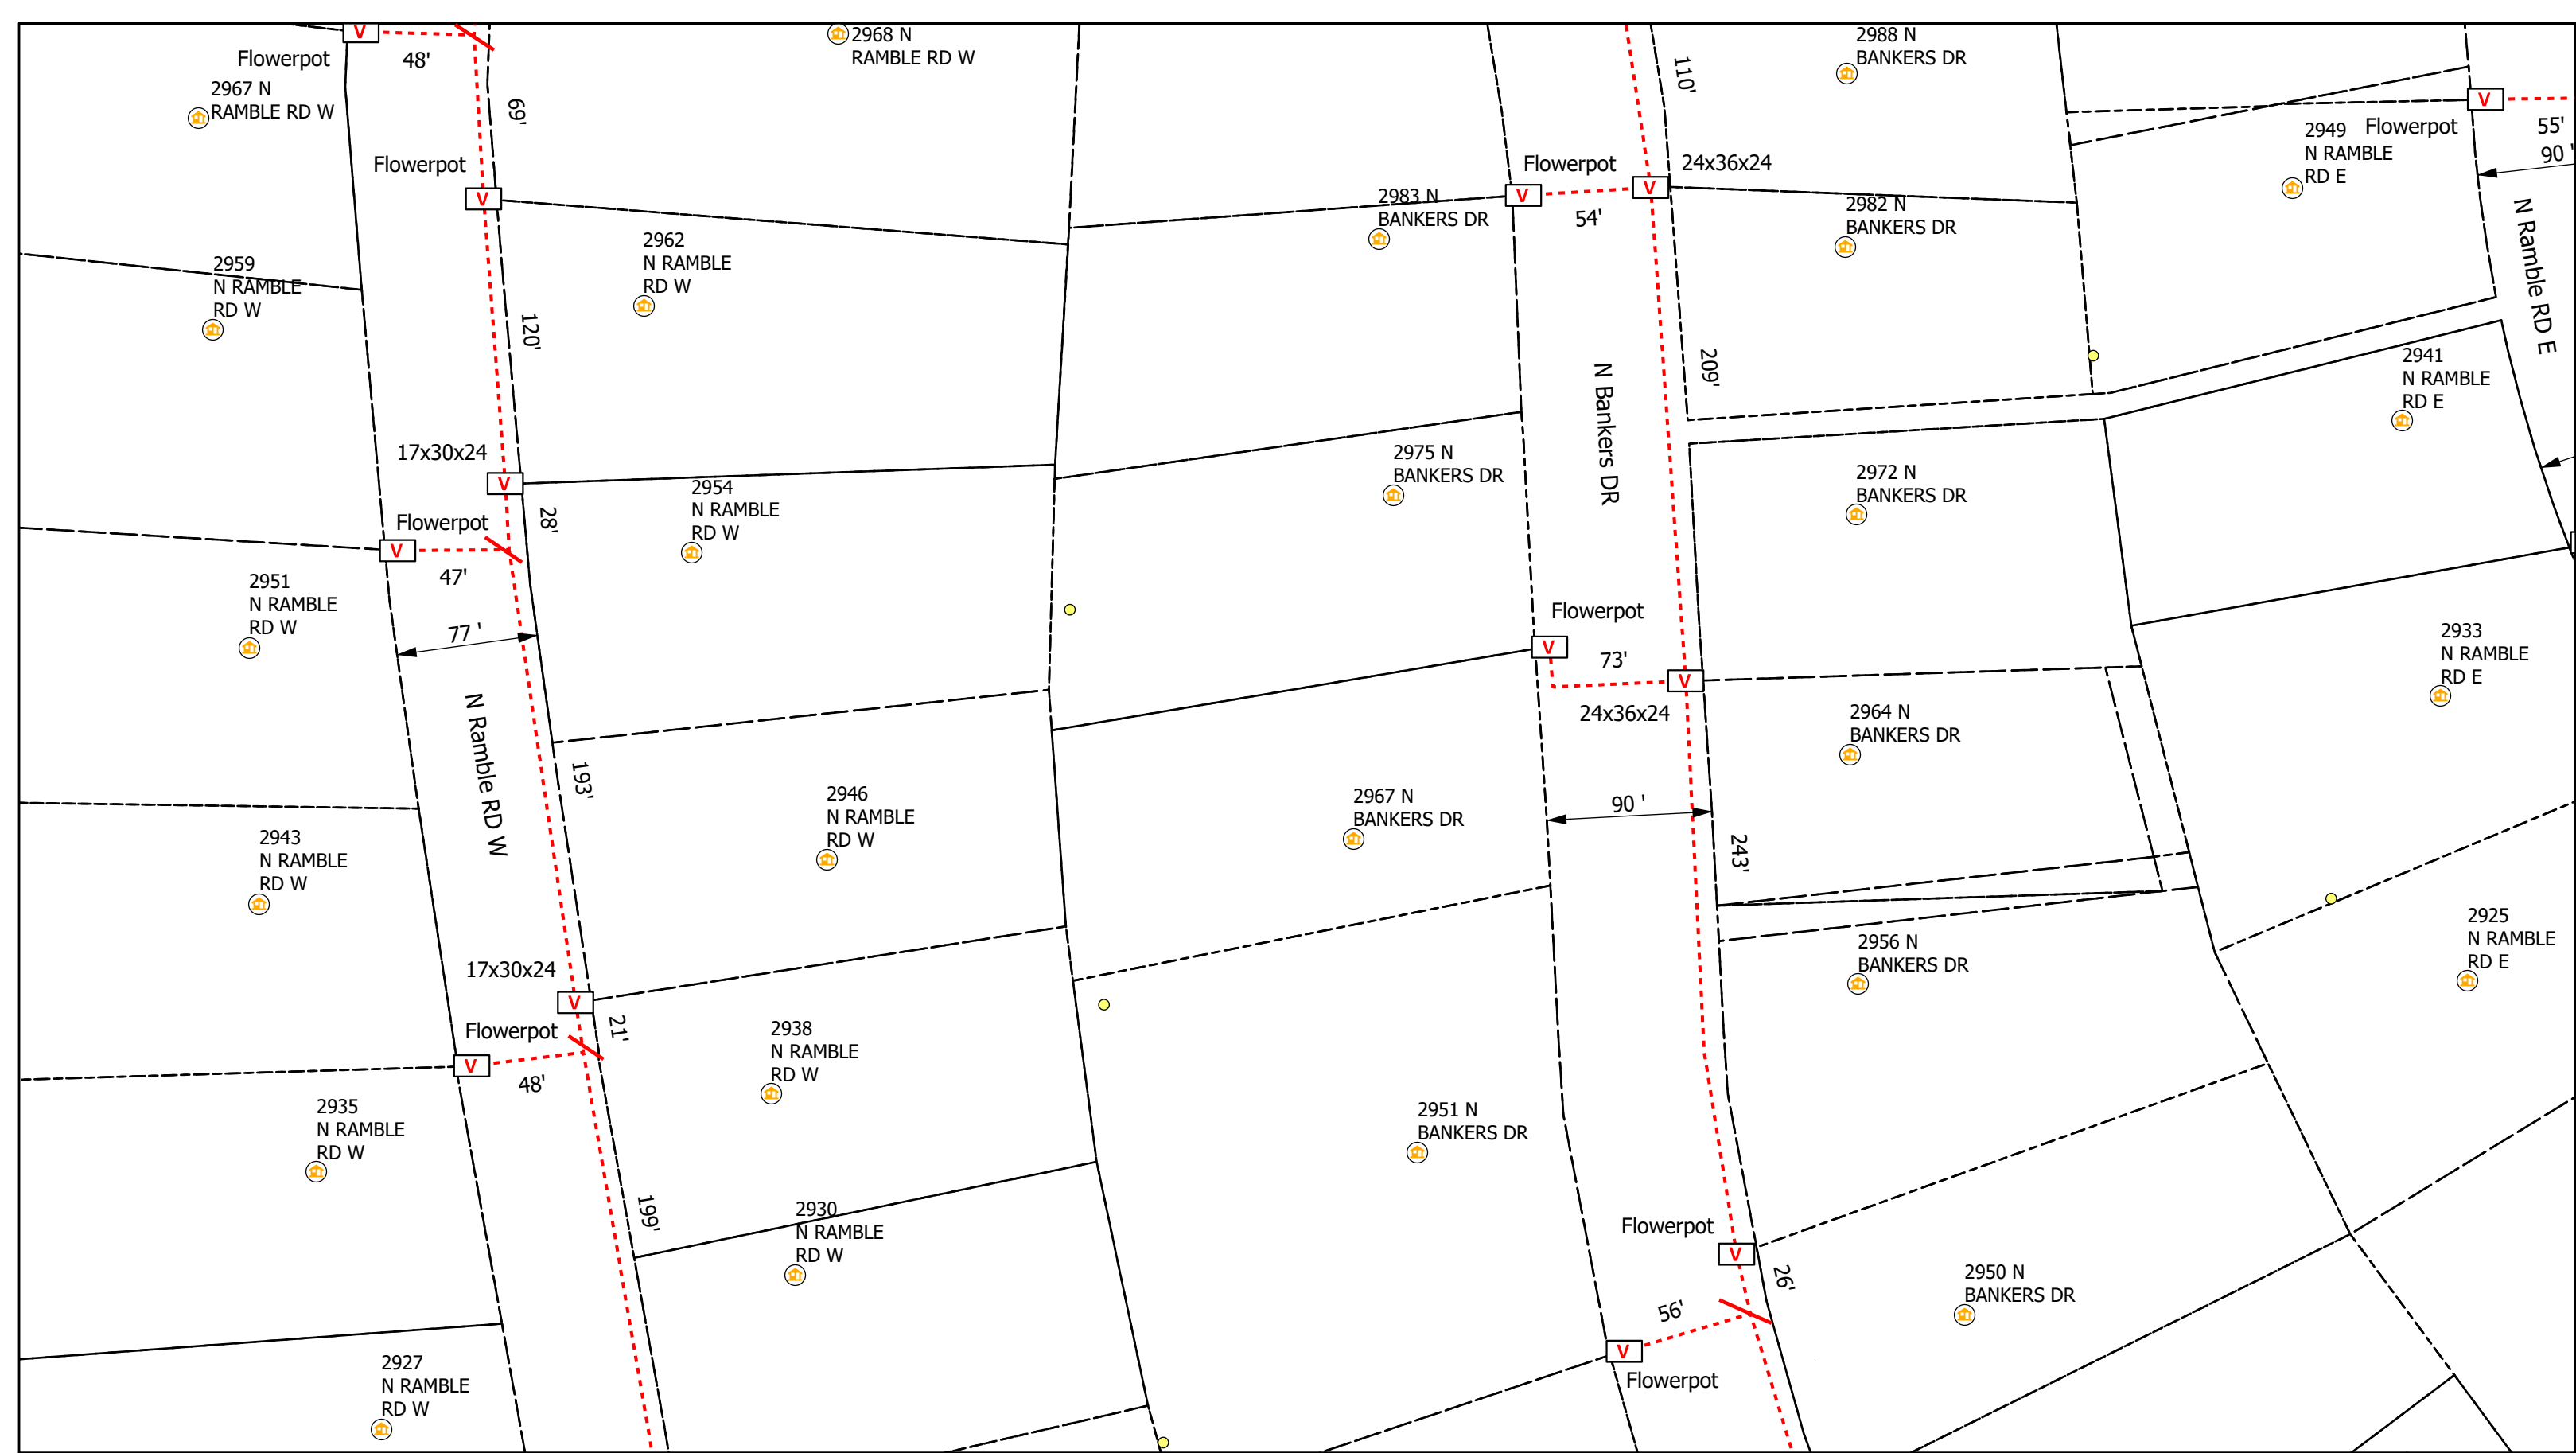 V
48'
Flowerpot
2967 N
RAMBLE RD W
69'
Flowerpot
V
2968 N
RAMBLE RD W
2959
N RAMBLE
RD W
2962
N RAMBLE
RD W
120'
17x30x24
V
28'
Flowerpot
V
47'
2954
N RAMBLE
RD W
2951
N RAMBLE
RD W
77 '
N Ramble RD W
193'
2946
N RAMBLE
RD W
2943
N RAMBLE
RD W
17x30x24
V
21'
Flowerpot
V
48'
2938
N RAMBLE
RD W
2935
N RAMBLE
RD W
199'
2930
N RAMBLE
RD W
2927
N RAMBLE
RD W
110'
2988 N
BANKERS DR
Flowerpot
V
54'
V
24x36x24
2983 N
BANKERS DR
2982 N
BANKERS DR
209'
N Bankers DR
2975 N
BANKERS DR
2972 N
BANKERS DR
Flowerpot
V
73'
V
24x36x24
2964 N
BANKERS DR
2967 N
BANKERS DR
90 '
243'
2956 N
BANKERS DR
2951 N
BANKERS DR
Flowerpot
V
26'
56'
V
Flowerpot
2950 N
BANKERS DR
V
Flowerpot
55'
90 '
2949
N RAMBLE
RD E
N Ramble RD E
2941
N RAMBLE
RD E
2933
N RAMBLE
RD E
2925
N RAMBLE
RD E